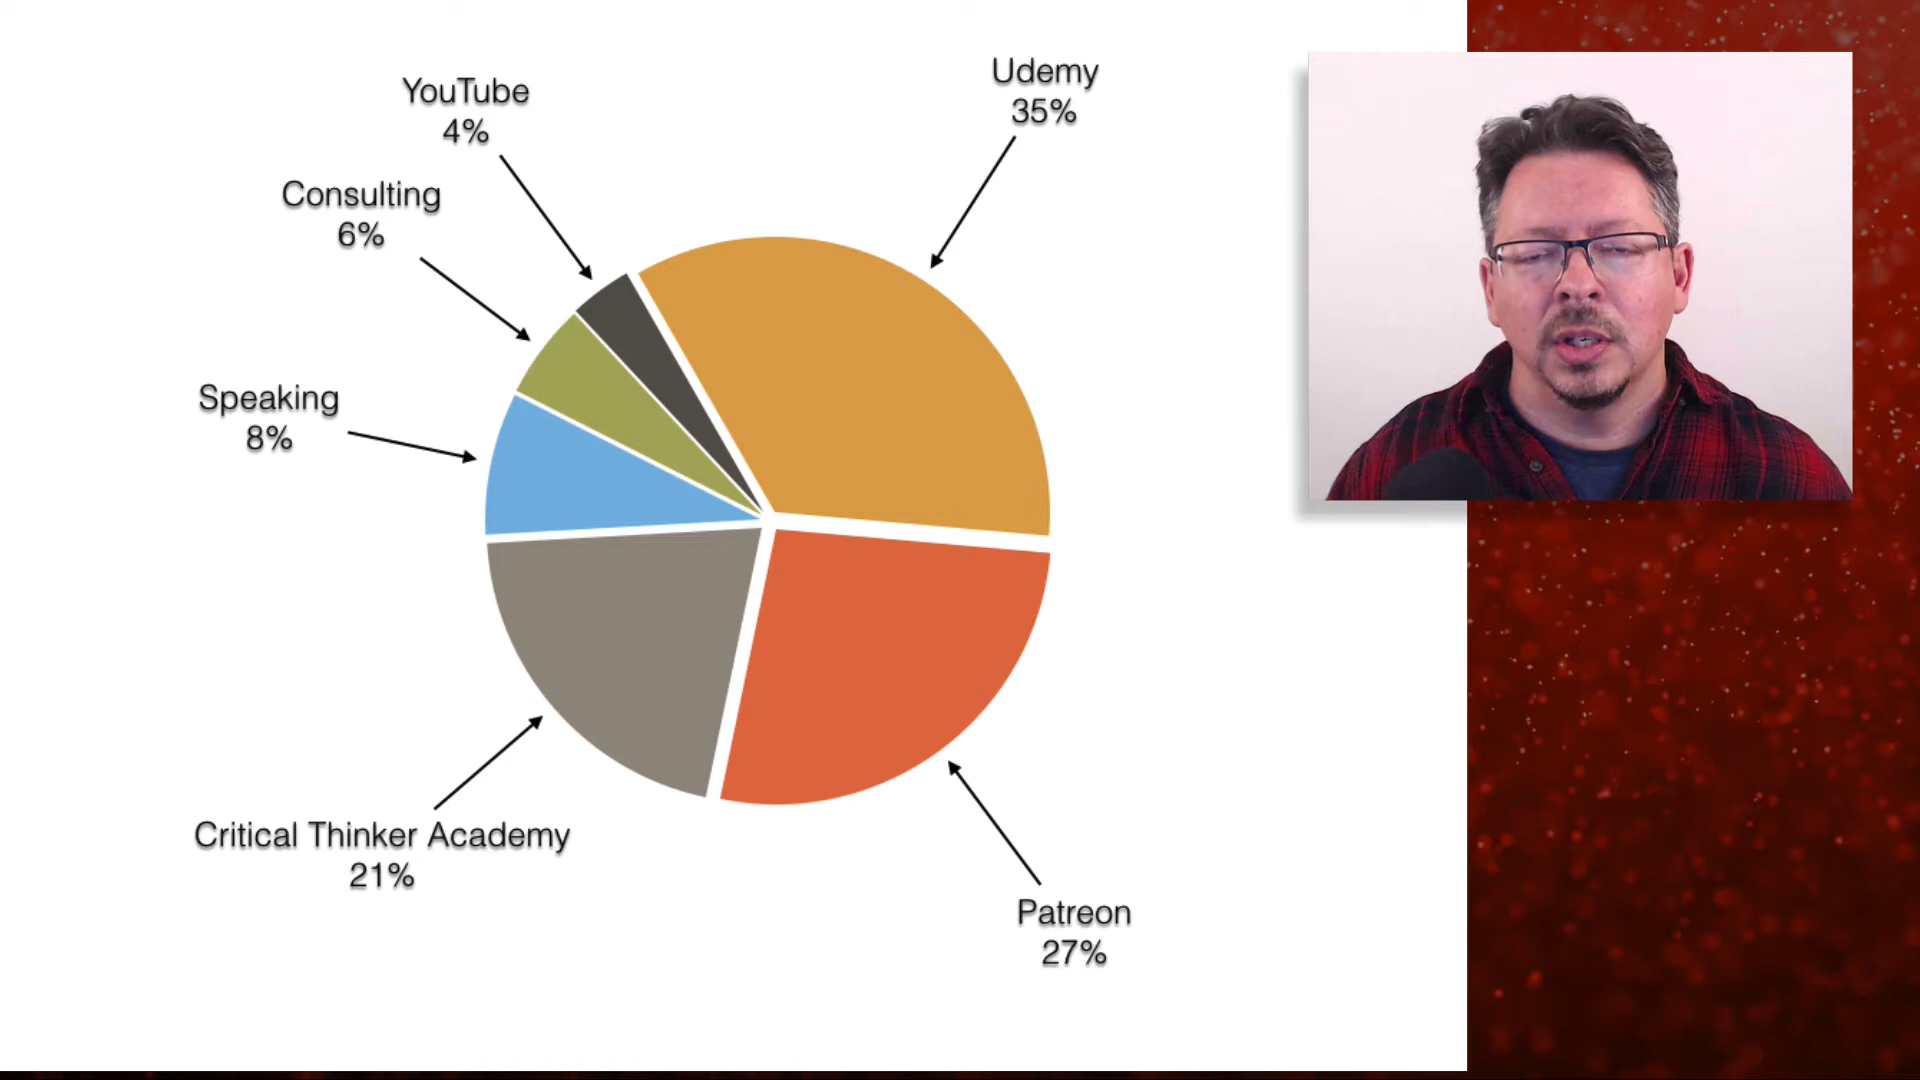 YouTube
4%
Udemy
35%
Consulting
6%
Speaking
8%
Critical Thinker Academy
21%
Patreon
27%